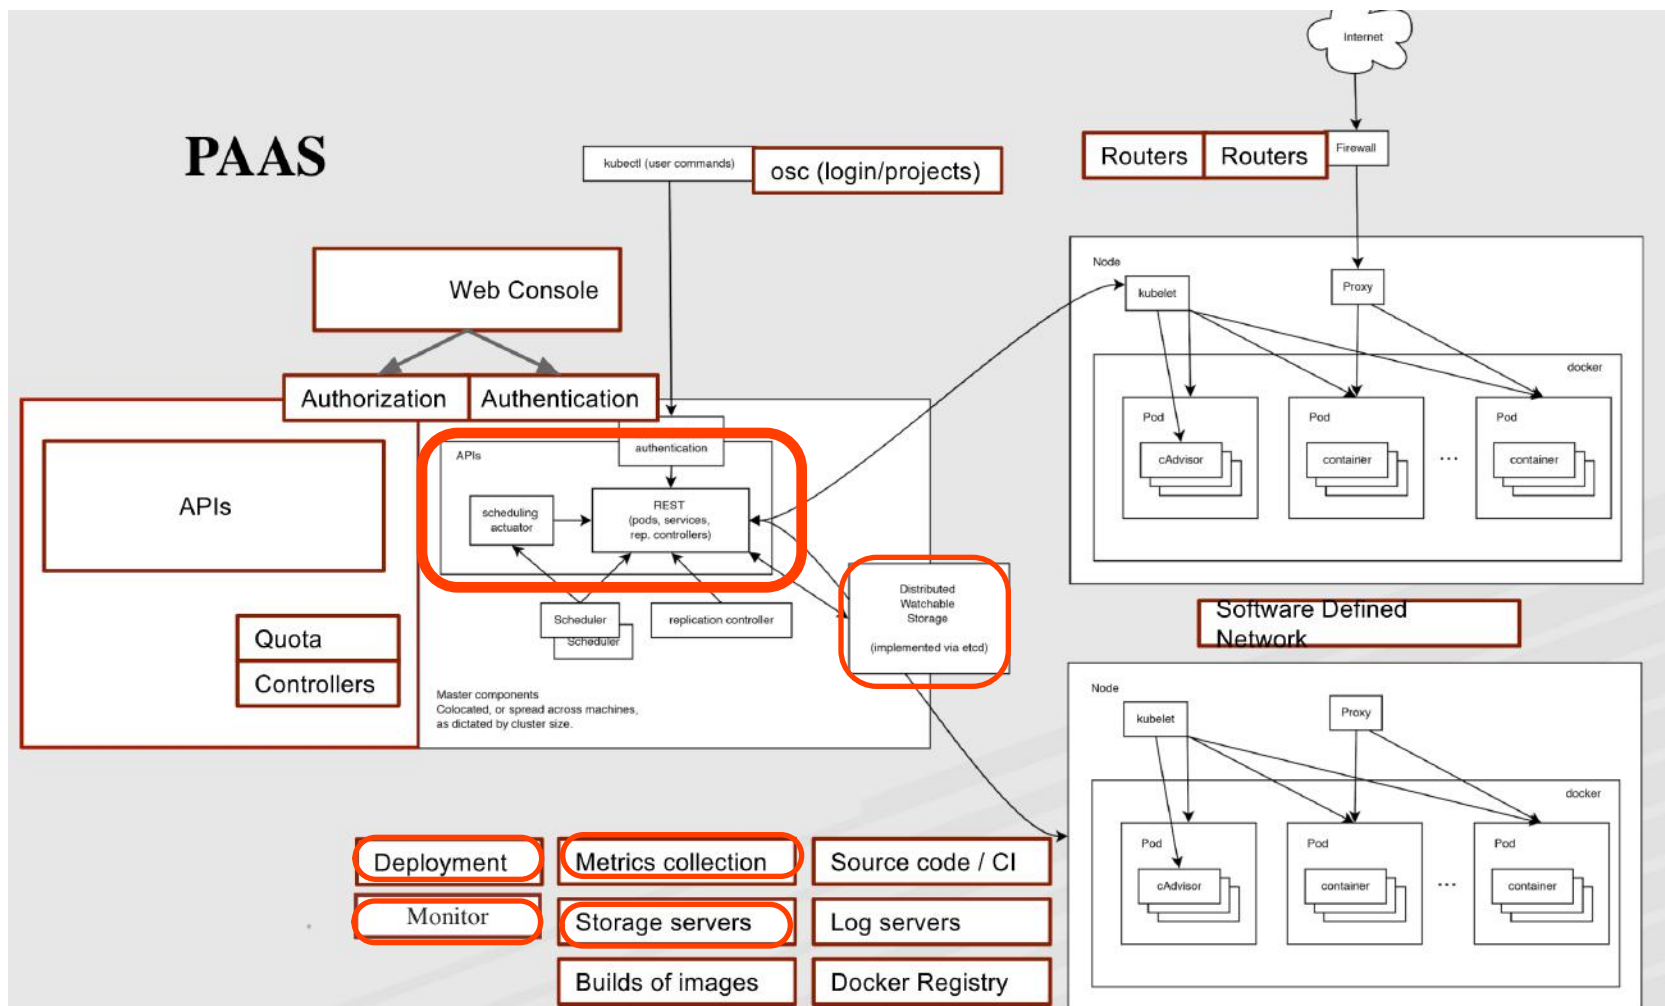 Internet
PAAS
kubectl (user commands)
osc (login/projects)
Routers
Routers
Firewall
Web Console
Node
kubelet
Proxy
docker
Authorization
Authentication
authentication
APIs
APIs
scheduling
actuator
REST
(pods, services,
rep. controllers)
Pod
cAdvisor
Pod
container
...
Pod
container
Distributed
Watchable
Storage
(implemented via etcd)
Scheduler
Scheduler
replication controller
Quota
Controllers
Master components
Colocated, or spread across machines,
as dictated by cluster size.
Software Defined
Network
Node
kubelet
Proxy
docker
Pod
cAdvisor
Pod
container
...
Pod
container
Deployment
Metrics collection
Source code / CI
Monitor
Storage servers
Log servers
Builds of images
Docker Registry